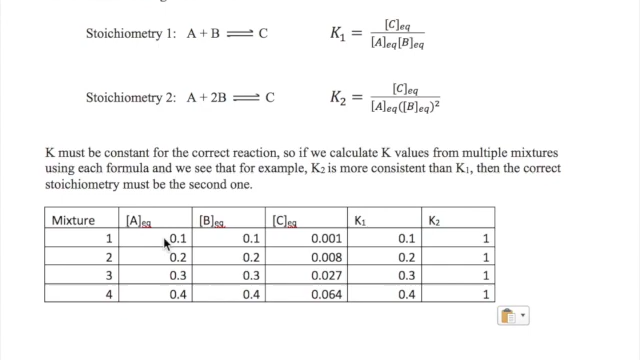 Stoichiometry 1: A + B ⇌ C K₁ = [C]eq / [A]eq[B]eq
Stoichiometry 2: A + 2B ⇌ C K₂ = [C]eq / [A]eq([B]eq)²
K must be constant for the correct reaction, so if we calculate K values from multiple mixtures
using each formula and we see that for example, K₂ is more consistent than K₁, then the correct
stoichiometry must be the second one.
Mixture [A]eq [B]eq [C]eq K₁ K₂
1 0.1 0.1 0.001 0.1 1
2 0.2 0.2 0.008 0.2 1
3 0.3 0.3 0.027 0.3 1
4 0.4 0.4 0.064 0.4 1